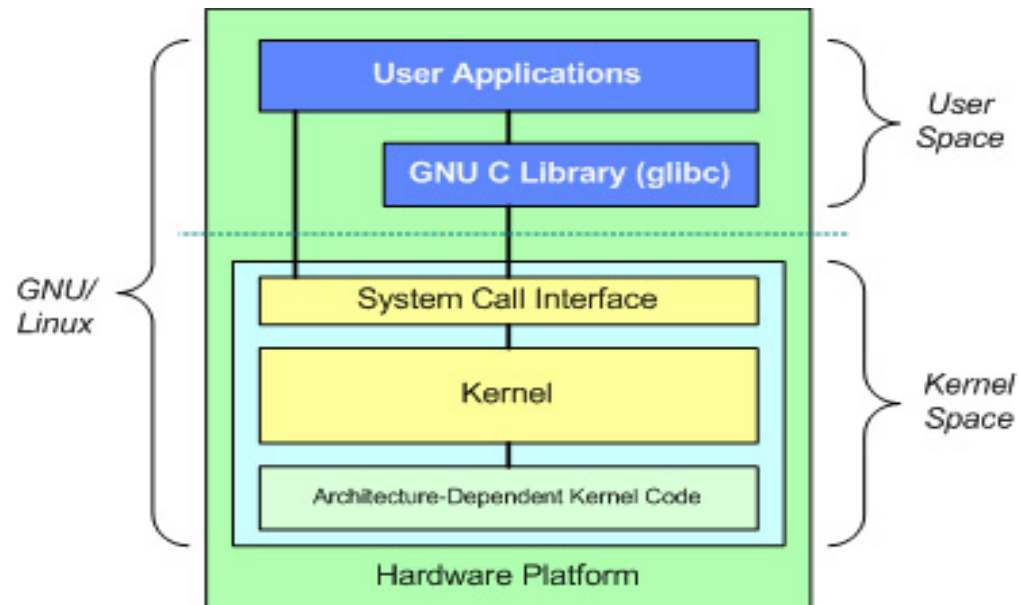 User Applications
GNU C Library (glibc)
User
Space
GNU/
Linux
System Call Interface
Kernel
Kernel
Space
Architecture-Dependent Kernel Code
Hardware Platform